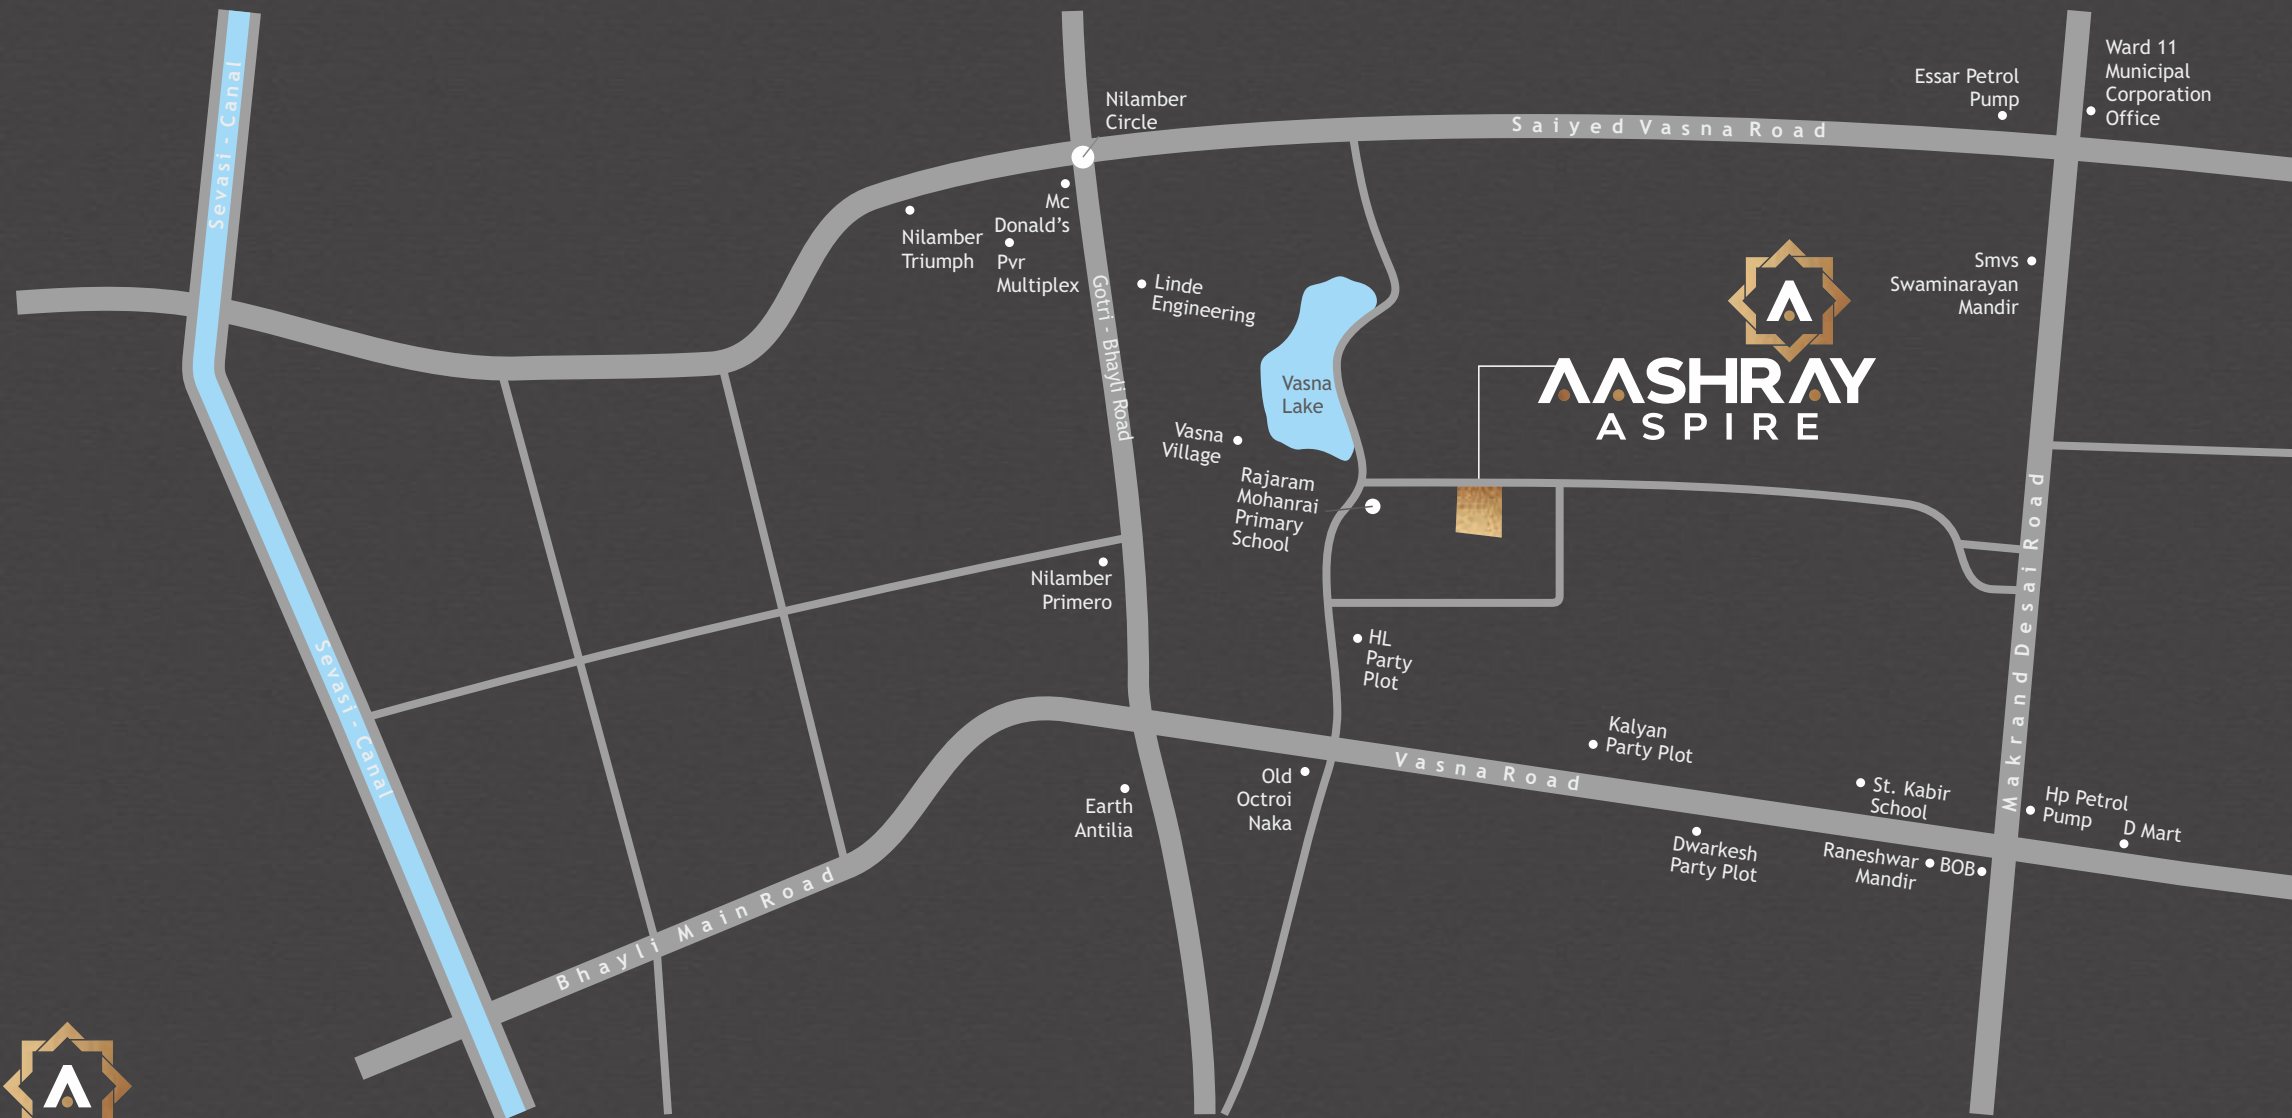 Sevasi - Canal
Nilamber
Circle
Saiyed Vasna Road
Essar Petrol
Pump
Ward 11
Municipal
Corporation
Office
Mc
Donald's
Nilamber
Triumph
Pvr
Multiplex
Gotri - Bhayli Road
Linde
Engineering
Smvs
Swaminarayan
Mandir
Vasna
Lake
AASHRAY
ASPIRE
Vasna
Village
Rajaram
Mohanrai
Primary
School
Makrand Desai Road
Nilamber
Primero
HL
Party
Plot
Sevasi - Canal
Kalyan
Party Plot
Vasna Road
Old
Octroi
Naka
Earth
Antilia
St. Kabir
School
Hp Petrol
Pump
D Mart
Dwarkesh
Party Plot
Raneshwar
Mandir
BOB
Bhayli Main Road